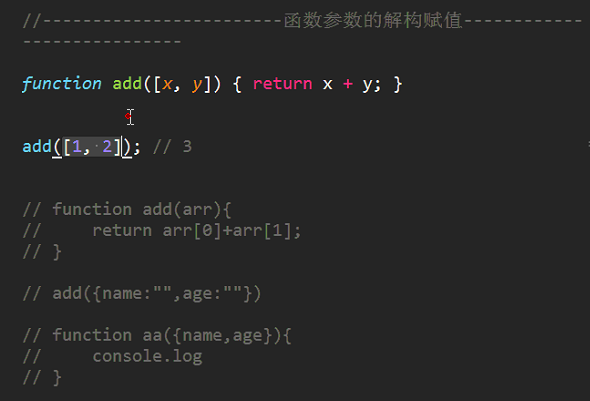 //------------------------函数参数的解构赋值------------
---------------
function add([x, y]) { return x + y; }
add([1, 2]); // 3
// function add(arr){
//     return arr[0]+arr[1];
// }
// add({name:"",age:""})
// function aa({name,age}){
//     console.log
// }